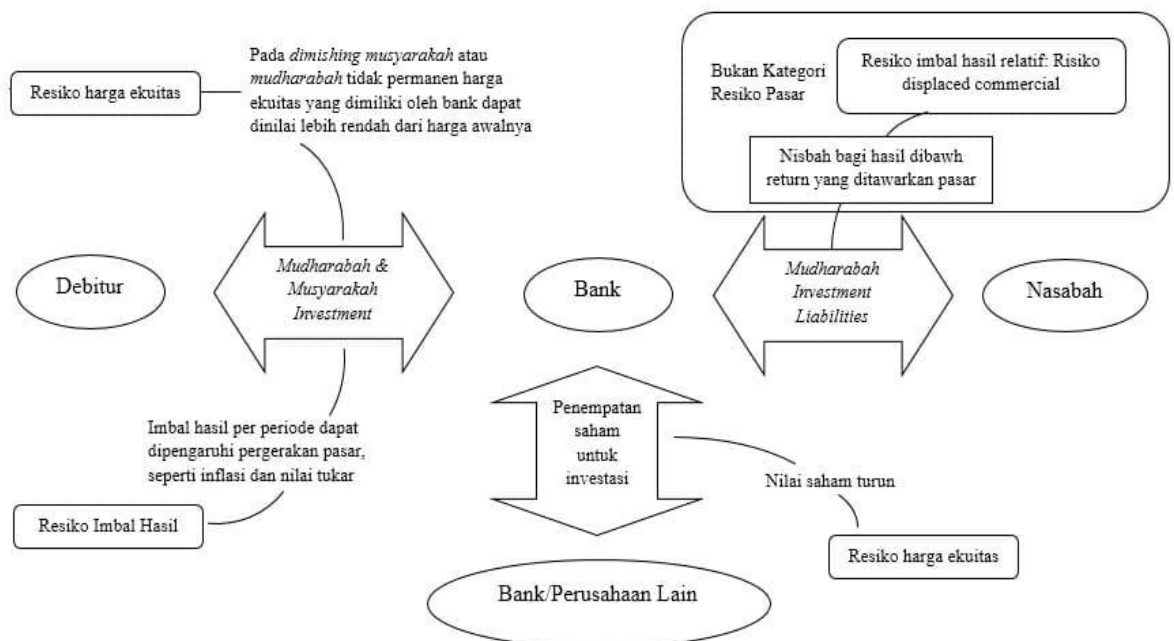 Resiko harga ekuitas
Pada dimishing musyarakah atau
mudharabah tidak permanen harga
ekuitas yang dimiliki oleh bank dapat
dinilai lebih rendah dari harga awalnya
Bukan Kategori
Resiko Pasar
Resiko imbal hasil relatif: Risiko
displaced commercial
Nisbah bagi hasil dibawh
return yang ditawarkan pasar
Debitur
Mudharabah &
Musyarakah
Investment
Bank
Mudharabah
Investment
Liabilities
Nasabah
Imbal hasil per periode dapat
dipengaruhi pergerakan pasar,
seperti inflasi dan nilai tukar
Resiko Imbal Hasil
Penempatan
saham
untuk
investasi
Nilai saham turun
Resiko harga ekuitas
Bank/Perusahaan Lain